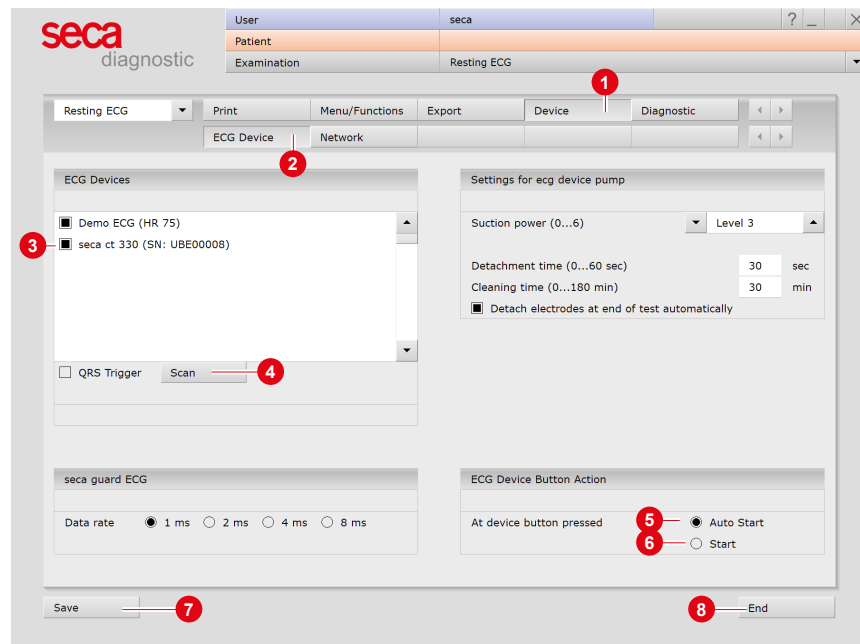 seca
diagnostic
User seca ? _ X
Patient
Examination Resting ECG
1
Resting ECG Print Menu/Functions Export Device Diagnostic
ECG Device Network
2
ECG Devices Settings for ecg device pump
Demo ECG (HR 75) Suction power (0...6) Level 3
3 seca ct 330 (SN: UBE00008)
Detachment time (0...60 sec) 30 sec
Cleaning time (0...180 min) 30 min
Detach electrodes at end of test automatically
QRS Trigger Scan 4
seca guard ECG ECG Device Button Action
Data rate 1 ms 2 ms 4 ms 8 ms At device button pressed 5 Auto Start
6 Start
Save 7 8 End